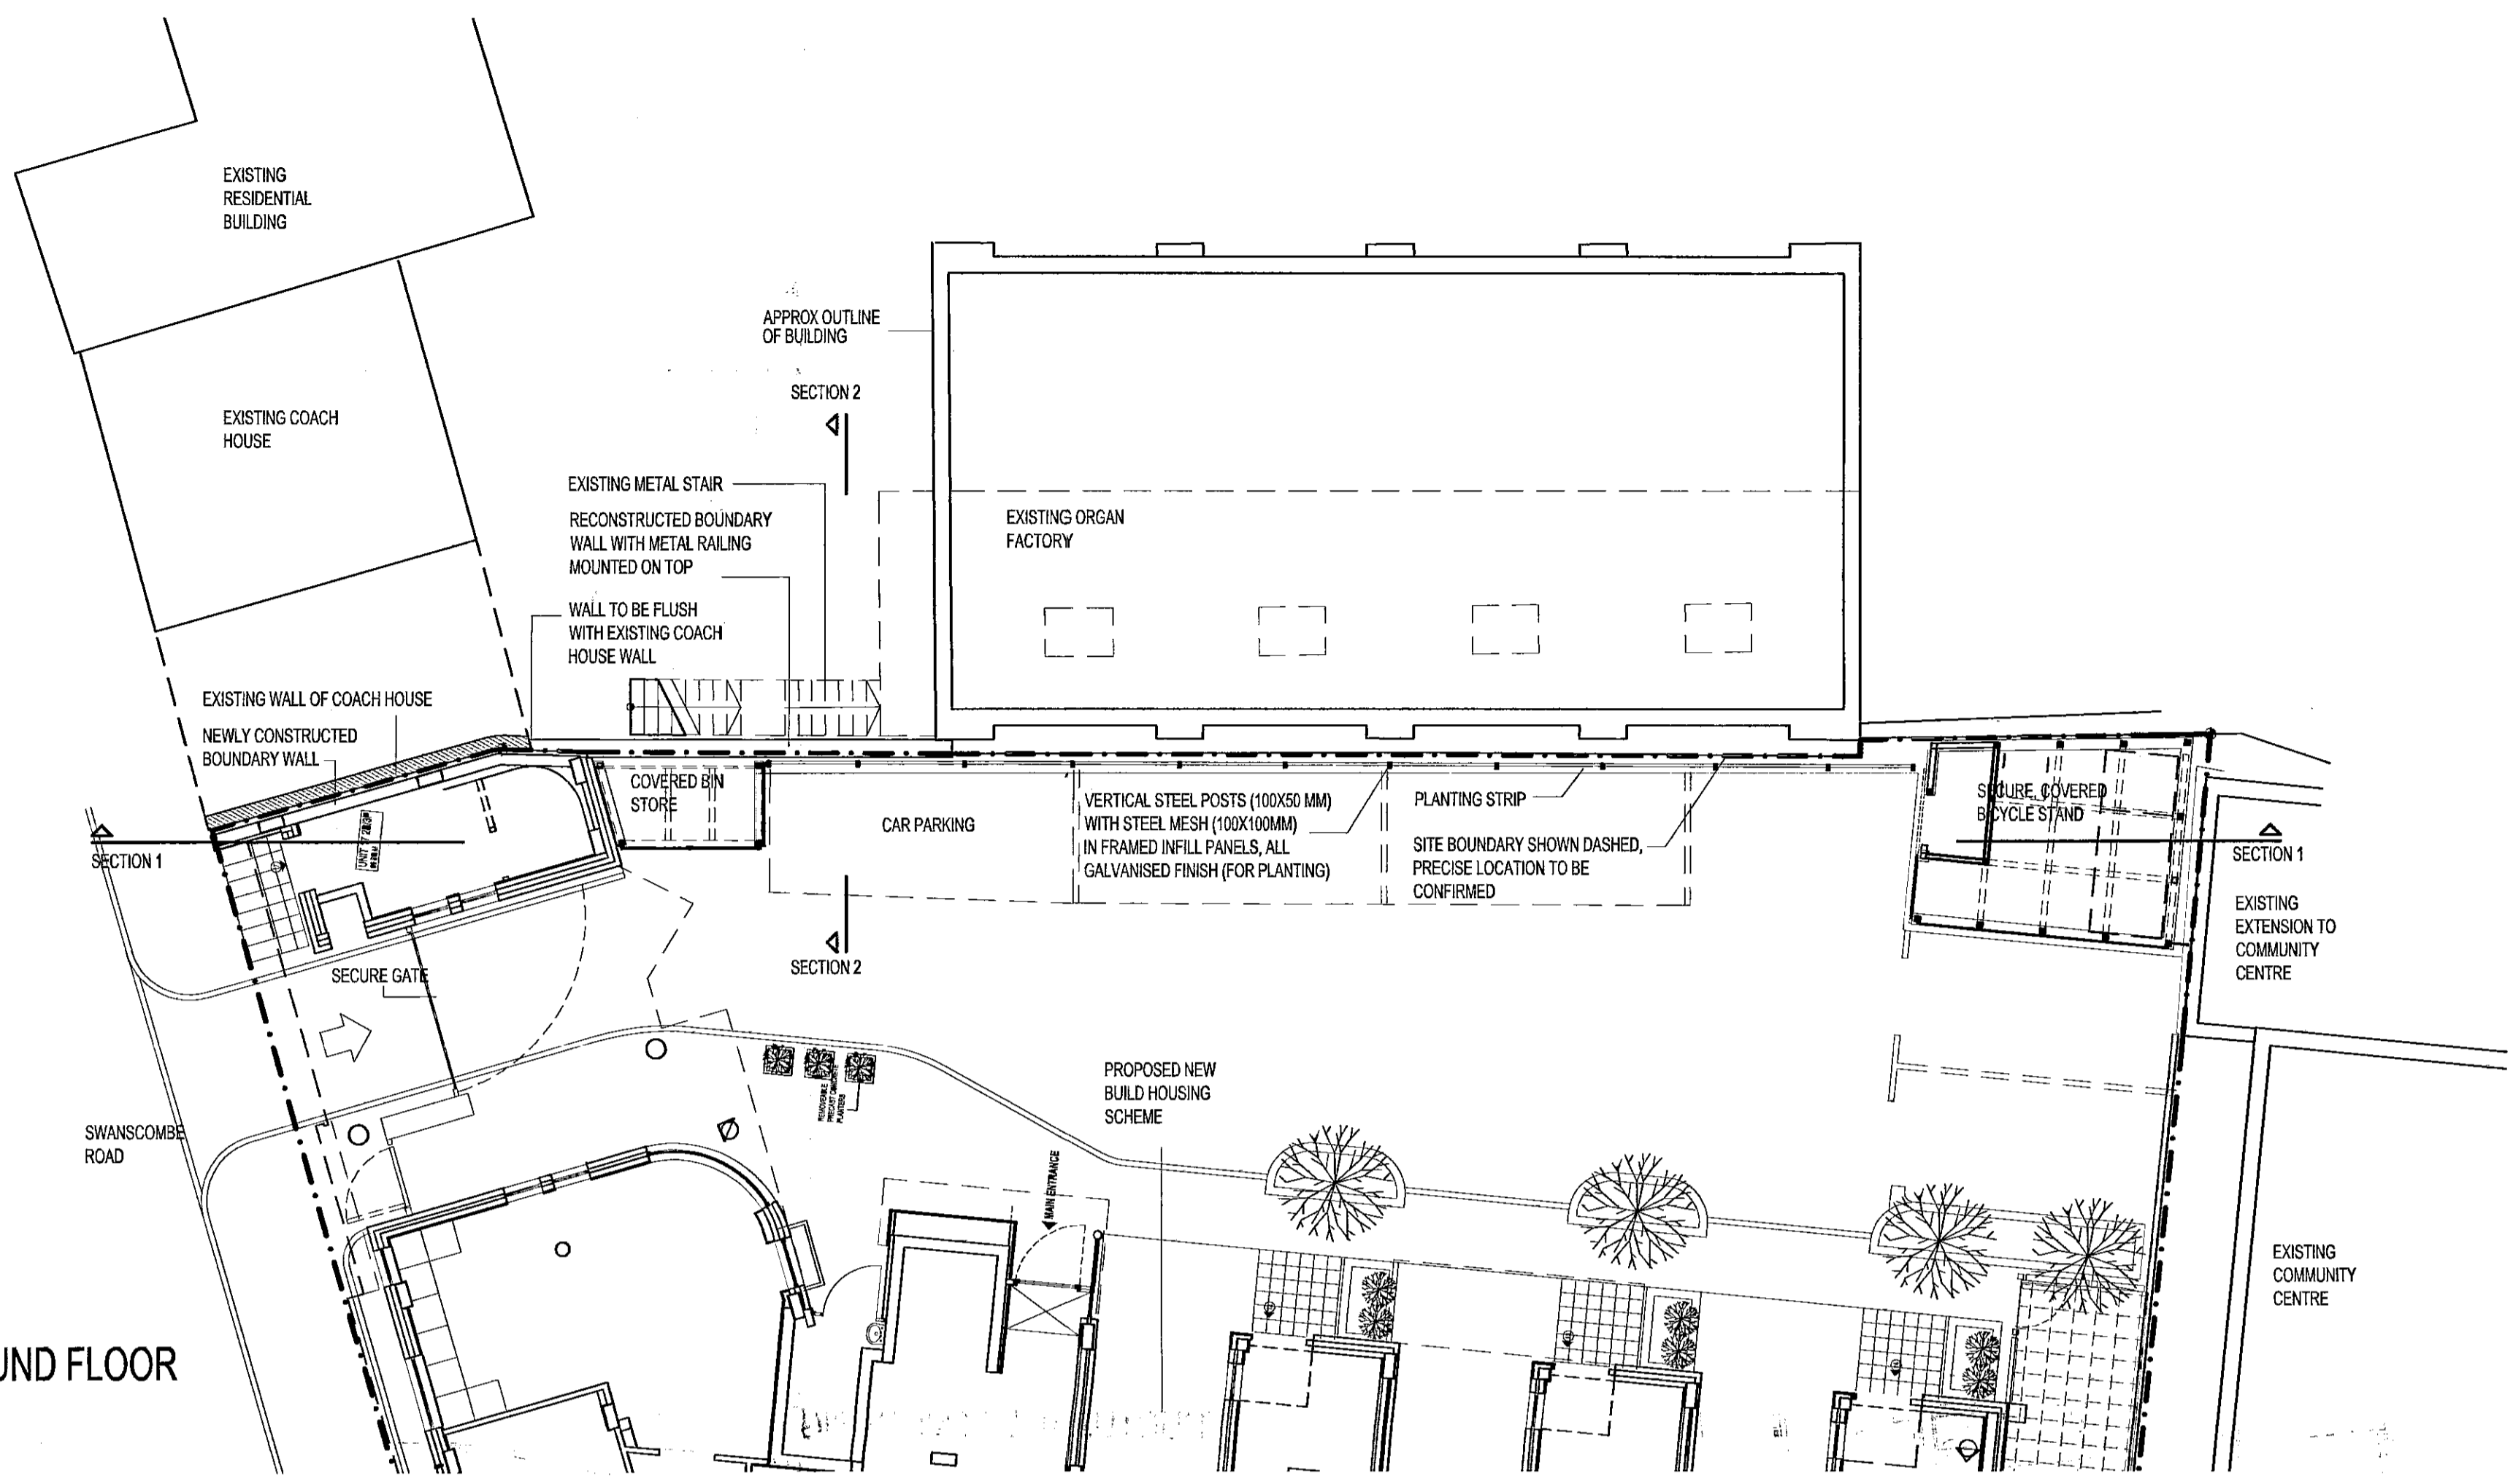 EXISTING
RESIDENTIAL
BUILDING
EXISTING COACH
HOUSE
APPROX OUTLINE
OF BUILDING
SECTION 2
EXISTING METAL STAIR
RECONSTRUCTED BOUNDARY
WALL WITH METAL RAILING
MOUNTED ON TOP
WALL TO BE FLUSH
WITH EXISTING COACH
HOUSE WALL
EXISTING ORGAN
FACTORY
EXISTING WALL OF COACH HOUSE
NEWLY CONSTRUCTED
BOUNDARY WALL
SECTION 1
COVERED BIN
STORE
CAR PARKING
VERTICAL STEEL POSTS (100X50 MM)
WITH STEEL MESH (100X100MM)
IN FRAMED INFILL PANELS, ALL
GALVANISED FINISH (FOR PLANTING)
PLANTING STRIP
SITE BOUNDARY SHOWN DASHED,
PRECISE LOCATION TO BE
CONFIRMED
SECURE, COVERED
BICYCLE STAND
SECTION 1
EXISTING
EXTENSION TO
COMMUNITY
CENTRE
SECTION 2
SECURE GATE
SWANSCOMBE
ROAD
REMOVEABLE
PRECAST CONCRETE
PLANTERS
PROPOSED NEW
BUILD HOUSING
SCHEME
MAIN ENTRANCE
EXISTING
COMMUNITY
CENTRE
UND FLOOR